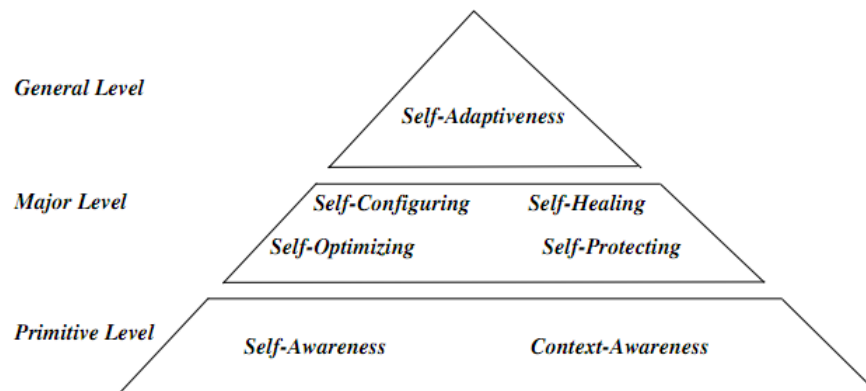 General Level
Self-Adaptiveness
Major Level
Self-Configuring Self-Healing
Self-Optimizing Self-Protecting
Primitive Level
Self-Awareness Context-Awareness